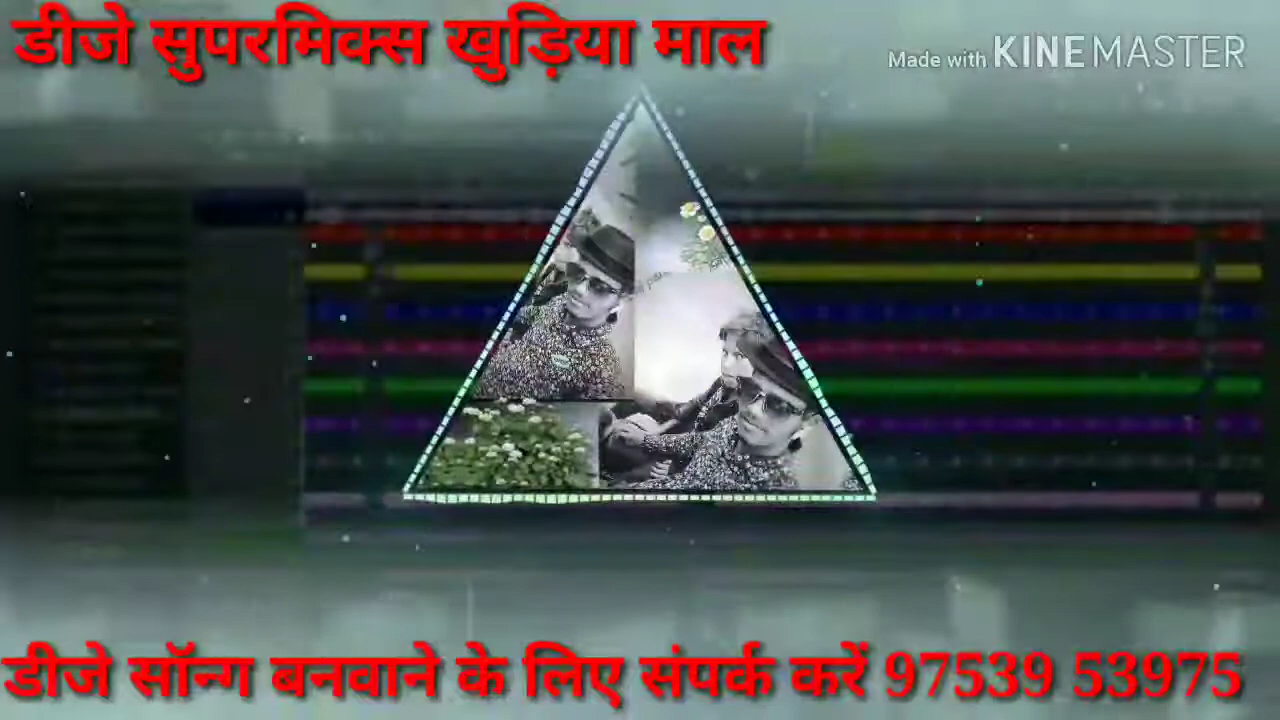 डीजे सुपरमिक्स खुड़िया माल
Made with KINEMASTER
डीजे सॉन्ग बनवाने के लिए संपर्क करें 97539 53975